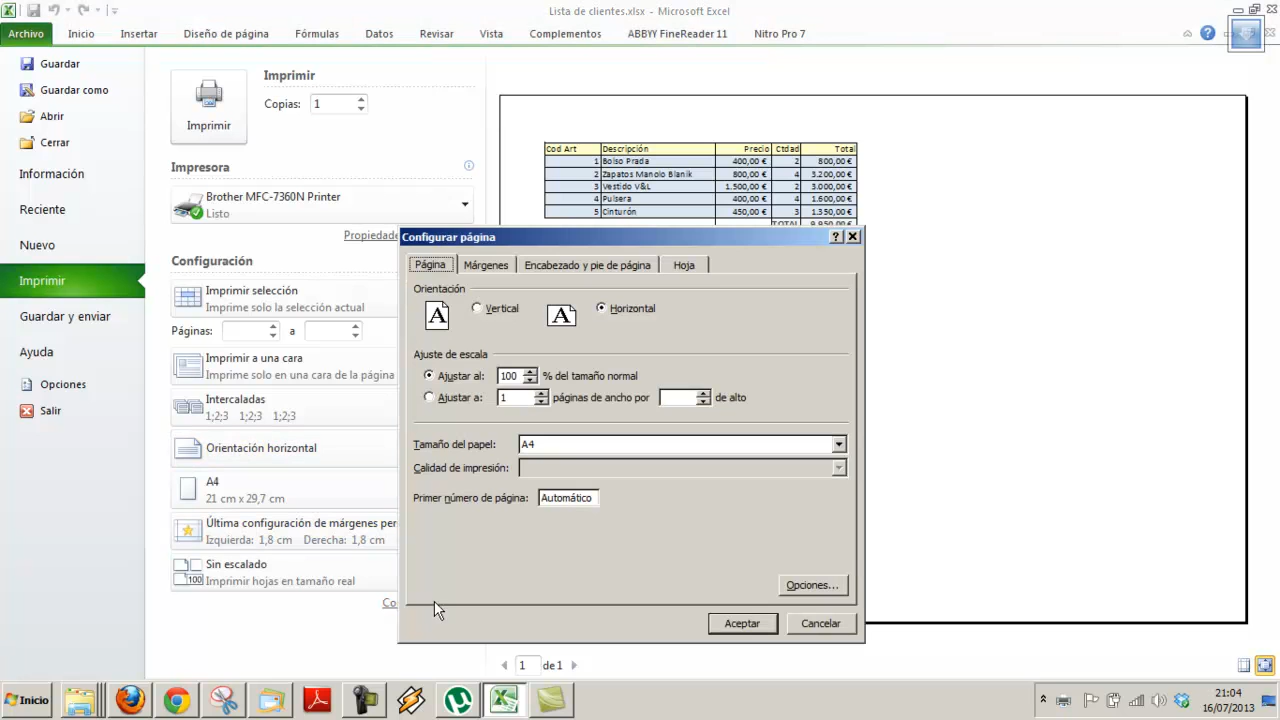 Lista de clientes.xlsx - Microsoft Excel
Archivo Inicio Insertar Diseño de página Fórmulas Datos Revisar Vista Complementos ABBYY FineReader 11 Nitro Pro 7
Guardar
Guardar como
Abrir
Cerrar
Información
Reciente
Nuevo
Imprimir
Guardar y enviar
Ayuda
Opciones
Salir
Imprimir
Imprimir
Copias: 1
Impresora
Brother MFC-7360N Printer
Listo
Propiedade
Configuración
Imprimir selección
Imprime solo la selección actual
Páginas: a
Imprimir a una cara
Imprime solo en una cara de la página
Intercaladas
1;2;3 1;2;3 1;2;3
Orientación horizontal
A4
21 cm x 29,7 cm
Última configuración de márgenes per
Izquierda: 1,8 cm Derecha: 1,8 cm
Sin escalado
100
Imprimir hojas en tamaño real
Co
Cod Art Descripción Precio Ctdad Total
1 Bolso Prada 400,00 € 2 800,00 €
2 Zapatos Manolo Blanik 800,00 € 4 3.200,00 €
3 Vestido V&L 1.500,00 € 2 3.000,00 €
4 Pulsera 400,00 € 4 1.600,00 €
5 Cinturón 450,00 € 3 1.350,00 €
TOTAL 9.950,00 €
Configurar página
Página Márgenes Encabezado y pie de página Hoja
Orientación
A Vertical A Horizontal
Ajuste de escala
Ajustar al: 100 % del tamaño normal
Ajustar a: 1 páginas de ancho por de alto
Tamaño del papel: A4
Calidad de impresión:
Primer número de página: Automático
Opciones...
Aceptar Cancelar
1 de 1
Inicio
21:04
16/07/2013